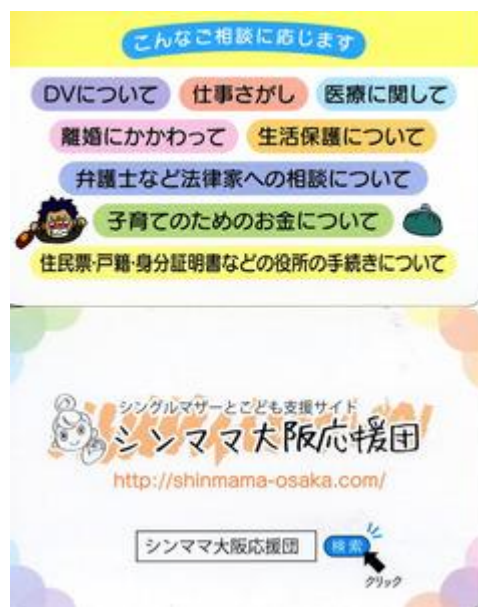 こんなご相談に応じます
DVについて 仕事さがし 医療に関して
離婚にかかわって 生活保護について
弁護士など法律家への相談について
子育てのためのお金について
住民票・戸籍・身分証明書などの役所の手続きについて
シングルマザーとこども支援サイト
シンママ大阪応援団
http://shinmama-osaka.com/
シンママ大阪応援団 検索
クリック